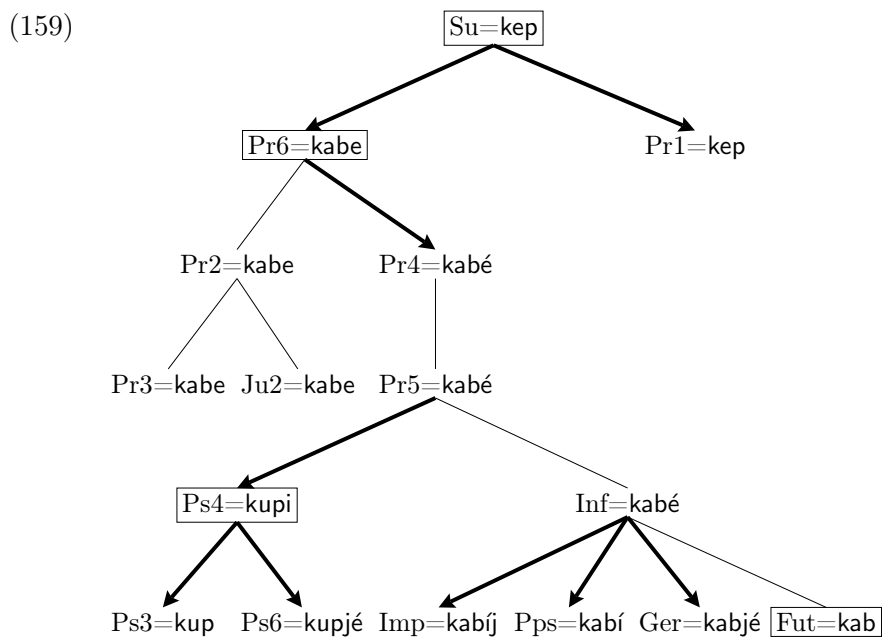 (159)
Su=kep
Pr6=kabe Pr1=kep
Pr2=kabe Pr4=kabé
Pr3=kabe Ju2=kabe Pr5=kabé
Ps4=kupi Inf=kabé
Ps3=kup Ps6=kupjé Imp=kabíj Pps=kabí Ger=kabjé Fut=kab